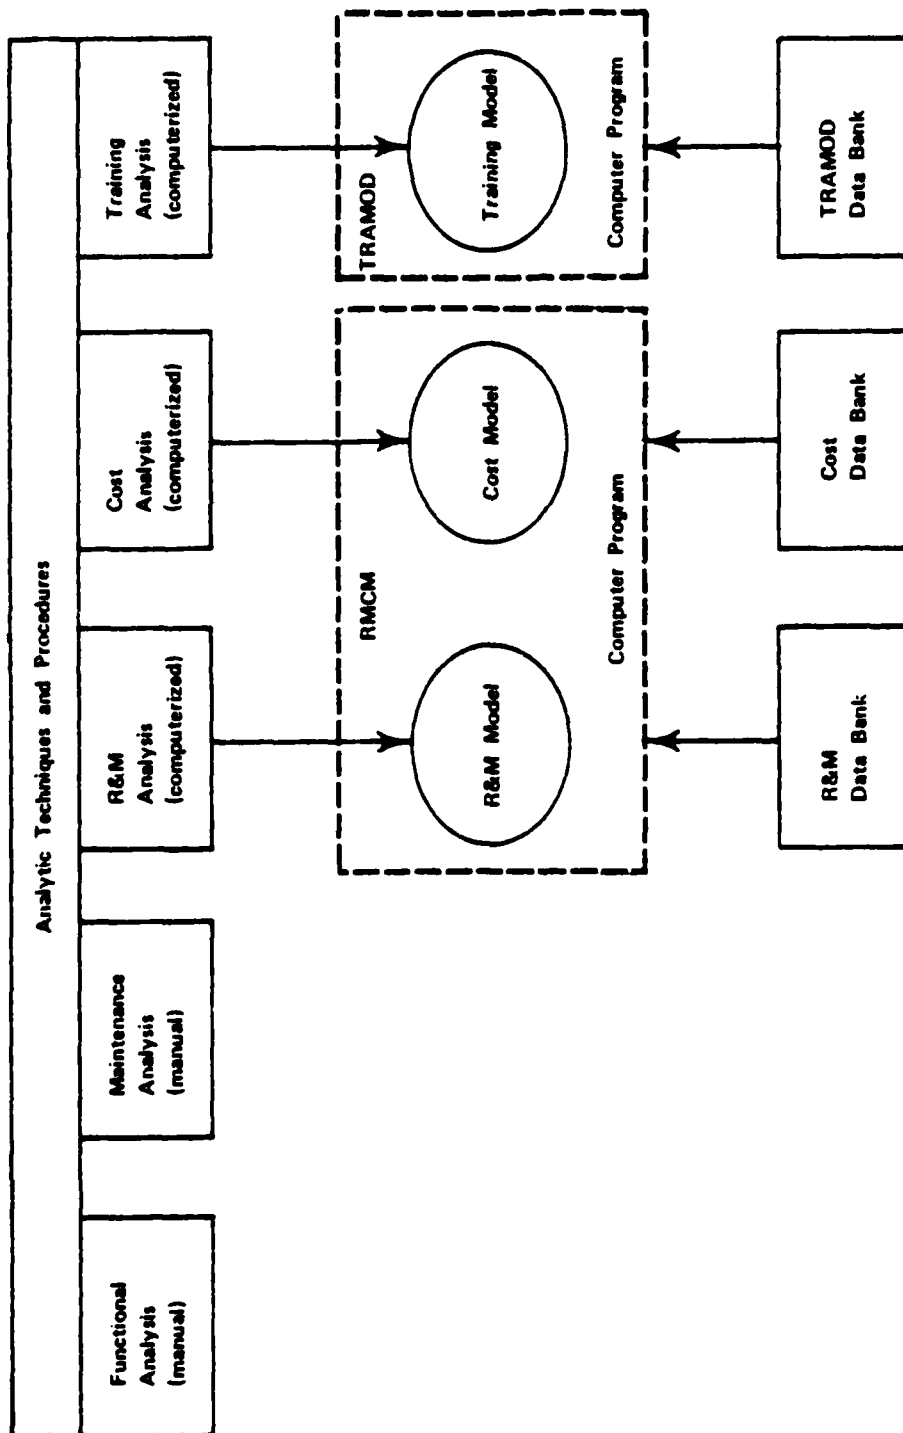 Analytic Techniques and Procedures
Functional
Analysis
(manual)
Maintenance
Analysis
(manual)
R&M
Analysis
(computerized)
Cost
Analysis
(computerized)
Training
Analysis
(computerized)
RMCM
R&M Model
Cost Model
Computer Program
TRAMOD
Training Model
Computer Program
R&M
Data Bank
Cost
Data Bank
TRAMOD
Data Bank